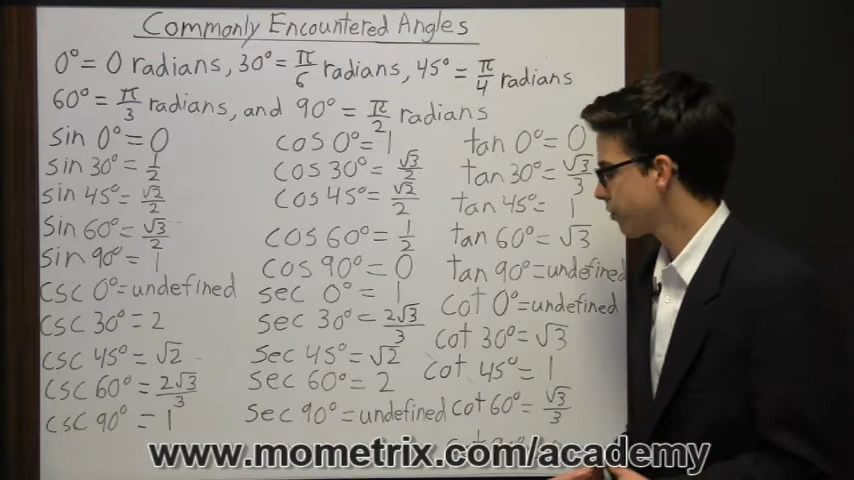 Commonly Encountered Angles
0° = 0 radians, 30° = π/6 radians, 45° = π/4 radians
60° = π/3 radians, and 90° = π/2 radians
sin 0° = 0
sin 30° = 1/2
sin 45° = √2/2
sin 60° = √3/2
sin 90° = 1
csc 0° = undefined
csc 30° = 2
csc 45° = √2
csc 60° = 2√3/3
csc 90° = 1
cos 0° = 1
cos 30° = √3/2
cos 45° = √2/2
cos 60° = 1/2
cos 90° = 0
sec 0° = 1
sec 30° = 2√3/3
sec 45° = √2
sec 60° = 2
sec 90° = undefined
tan 0° = 0
tan 30° = √3/3
tan 45° = 1
tan 60° = √3
tan 90° = undefined
cot 0° = undefined
cot 30° = √3
cot 45° = 1
cot 60° = √3/3
www.mometrix.com/academy